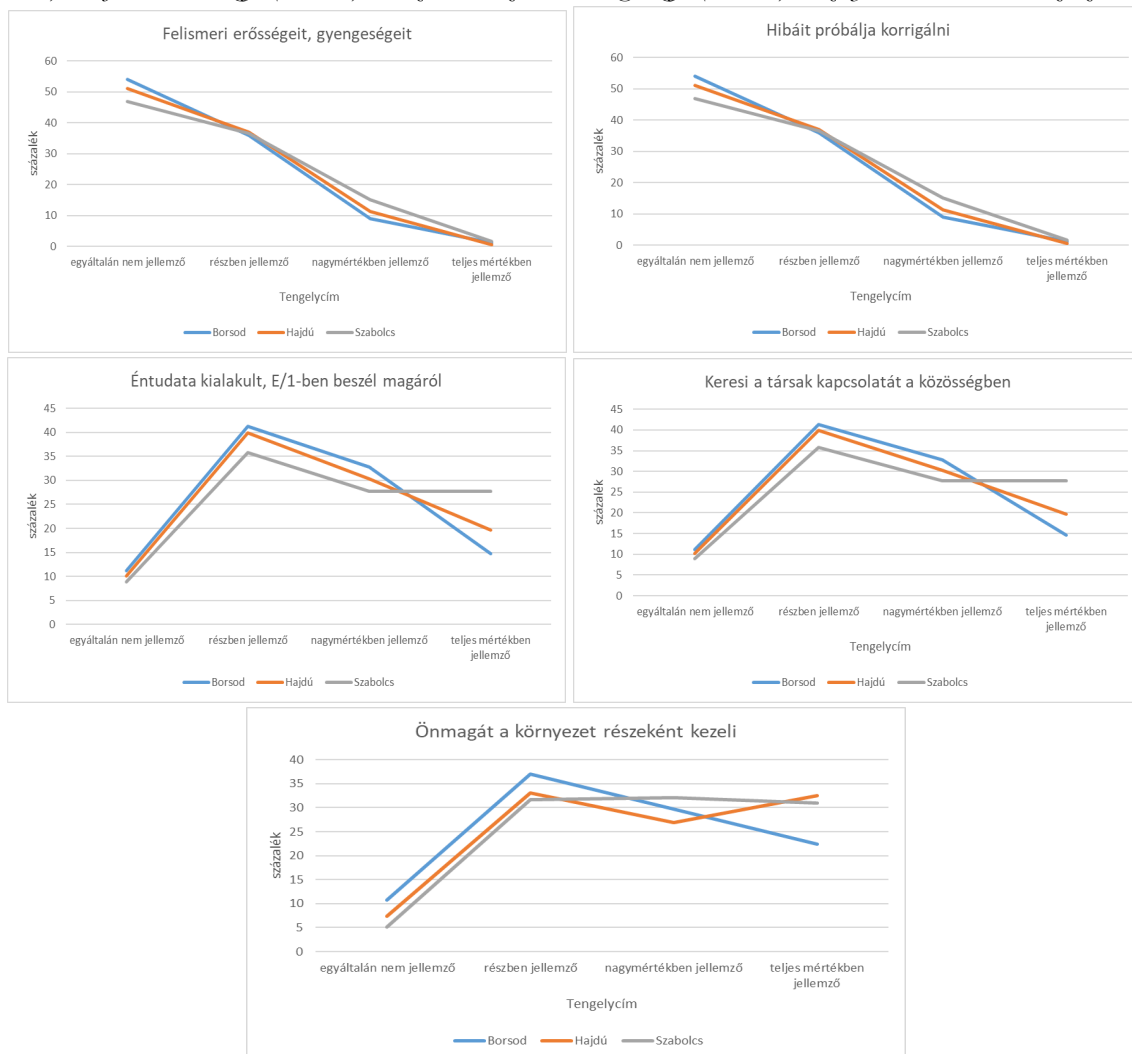 Felismeri erősségeit, gyengeségeit
60
50
40
30
20
10
0
százalék
egyáltalán nem jellemző
részben jellemző
nagymértékben jellemző
teljes mértékben
jellemző
Tengelycím
Borsod
Hajdú
Szabolcs
Hibáit próbálja korrigálni
60
50
40
30
20
10
0
százalék
egyáltalán nem jellemző
részben jellemző
nagymértékben jellemző
teljes mértékben
jellemző
Tengelycím
Borsod
Hajdú
Szabolcs
Éntudata kialakult, E/1-ben beszél magáról
45
40
35
30
25
20
15
10
5
0
százalék
egyáltalán nem jellemző
részben jellemző
nagymértékben jellemző
teljes mértékben
jellemző
Borsod
Hajdú
Szabolcs
Keresi a társak kapcsolatát a közösségben
45
40
35
30
25
20
15
10
5
0
százalék
egyáltalán nem jellemző
részben jellemző
nagymértékben jellemző
teljes mértékben
jellemző
Tengelycím
Borsod
Hajdú
Szabolcs
Önmagát a környezet részeként kezeli
40
35
30
25
20
15
10
5
0
százalék
egyáltalán nem jellemző
részben jellemző
nagymértékben jellemző
teljes mértékben
jellemző
Tengelycím
Borsod
Hajdú
Szabolcs